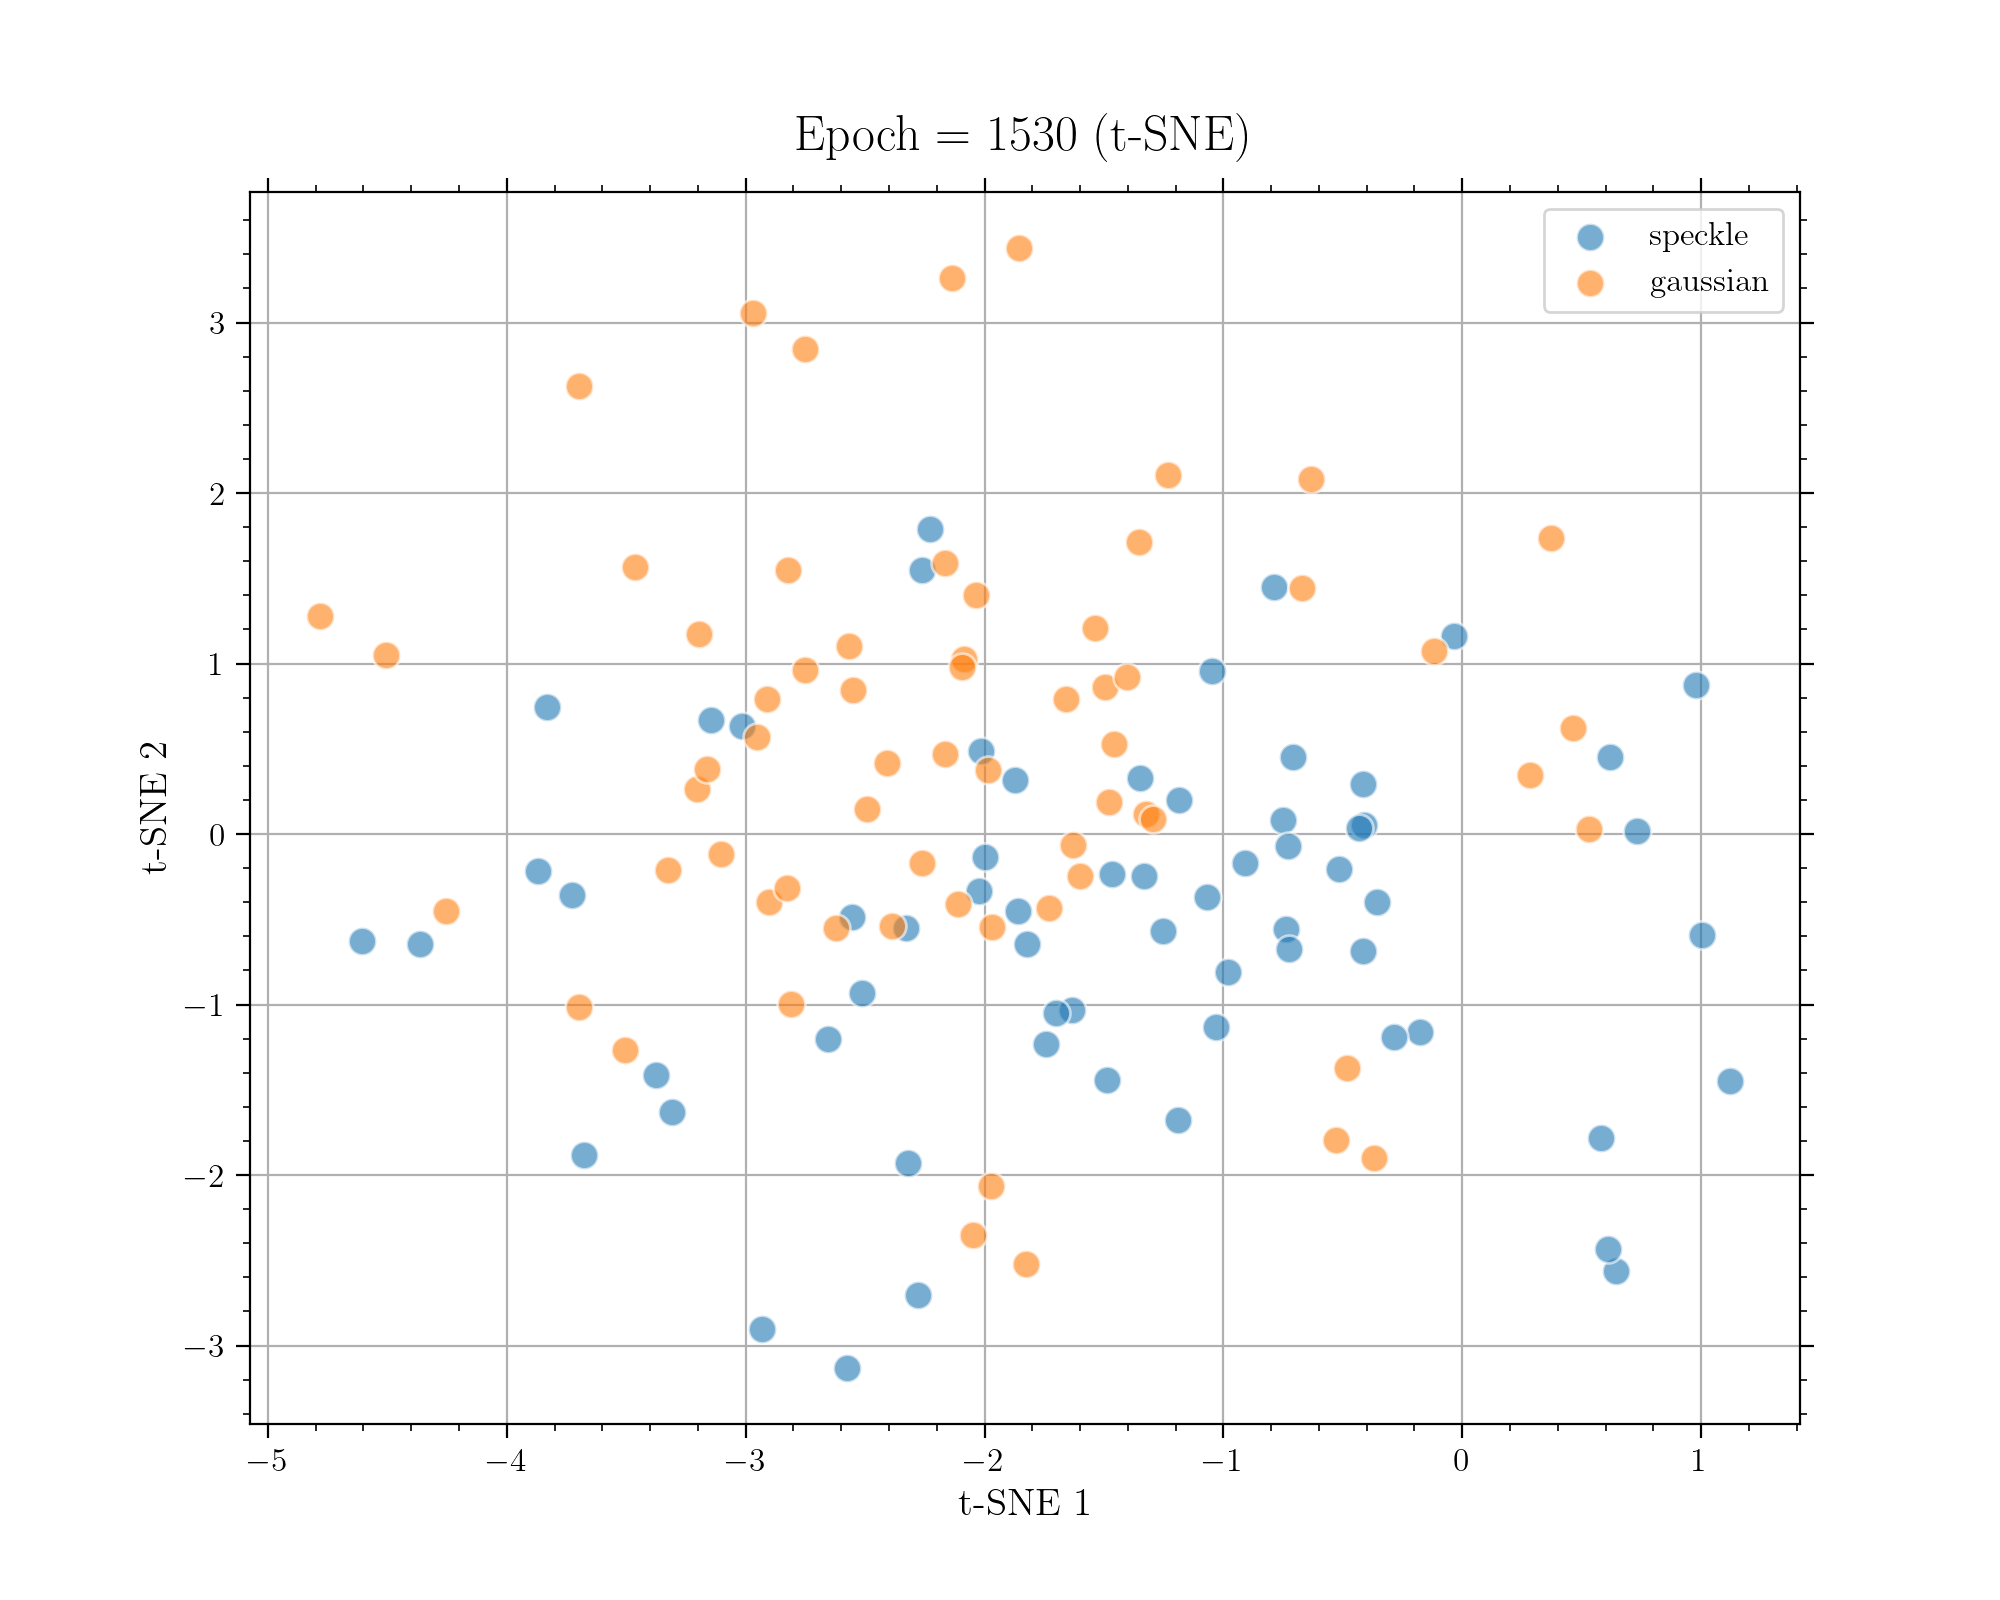 Epoch = 1530 (t-SNE)
speckle
gaussian
3
2
1
0
−1
−2
−3
t-SNE 2
−5 −4 −3 −2 −1 0 1
t-SNE 1